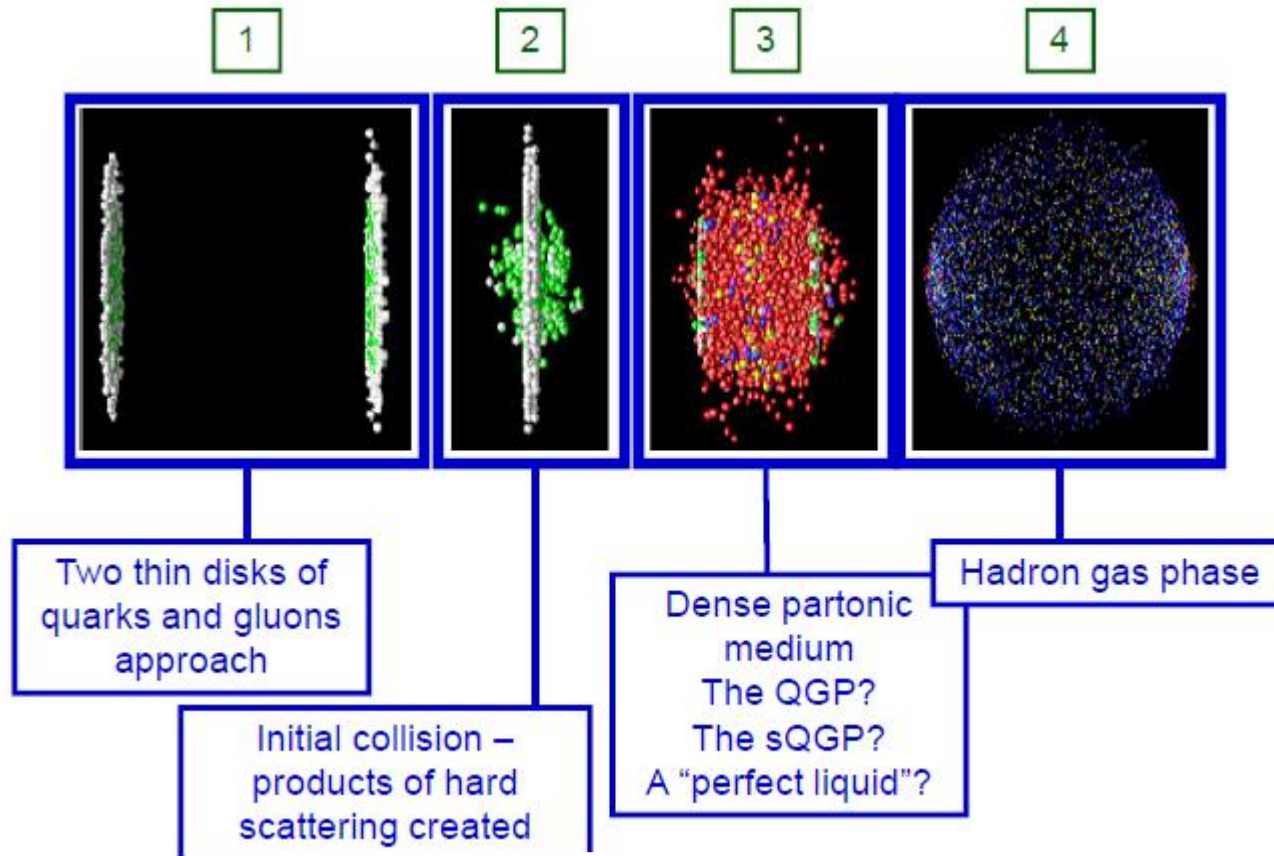 1
2
3
4
Two thin disks of
quarks and gluons
approach
Initial collision –
products of hard
scattering created
Dense partonic
medium
The QGP?
The sQGP?
A “perfect liquid”?
Hadron gas phase